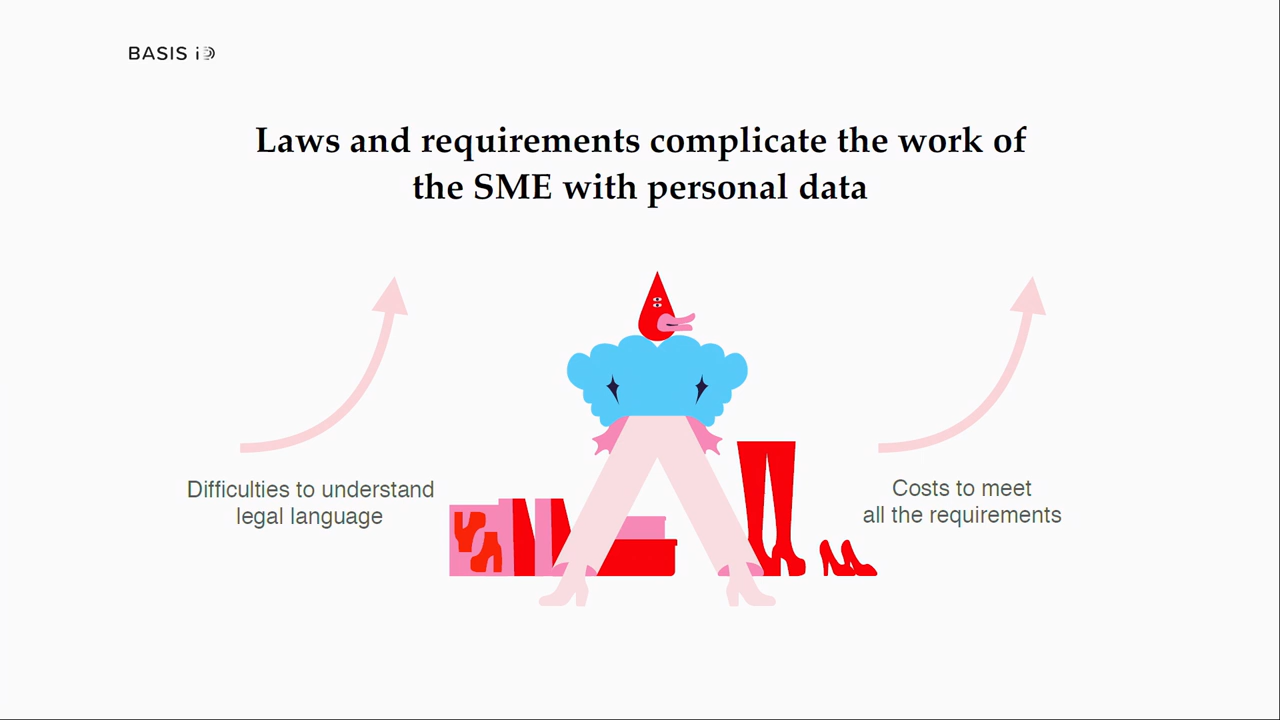 BASIS iD
Laws and requirements complicate the work of
the SME with personal data
Difficulties to understand
legal language
Costs to meet
all the requirements